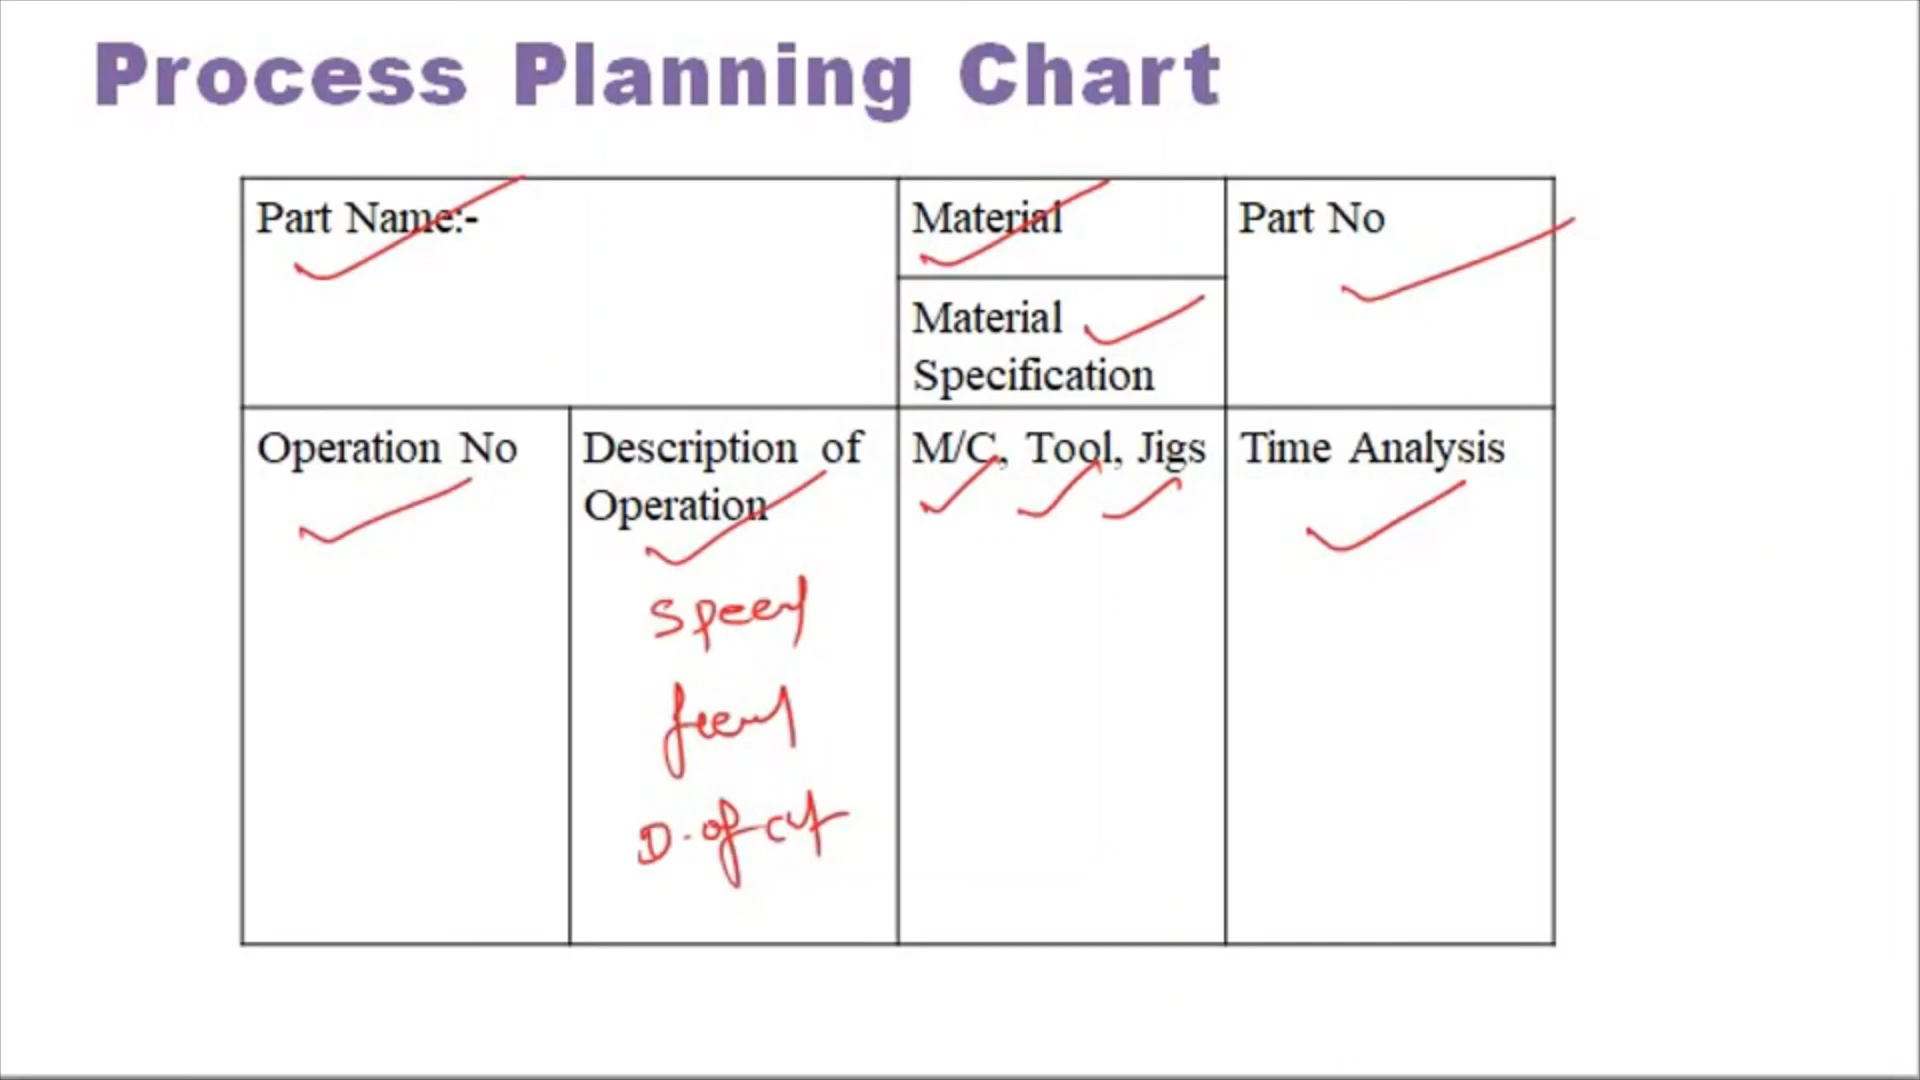 Process Planning Chart
Part Name:-
Material
Part No
Material
Specification
Operation No
Description of
Operation
M/C, Tool, Jigs
Time Analysis
Speed
feed
D. of cut